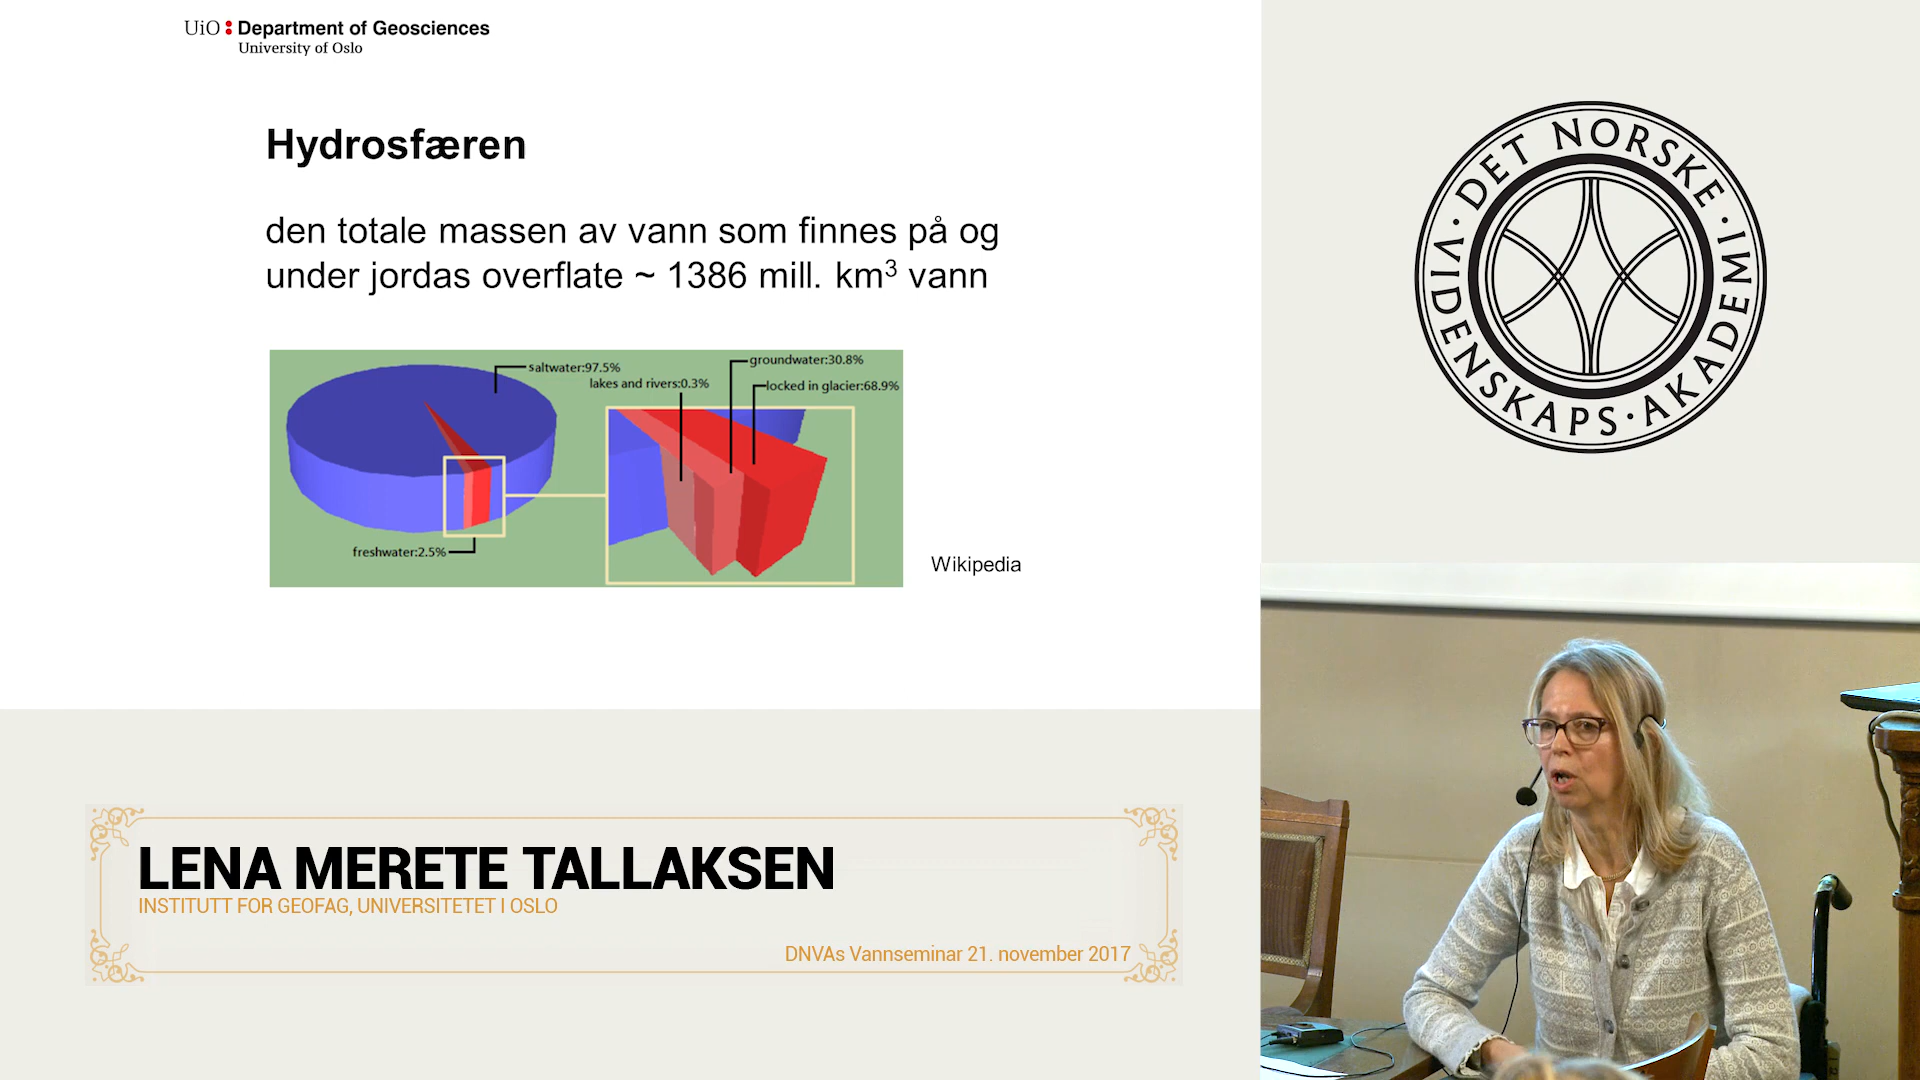 UiO Department of Geosciences
University of Oslo
Hydrosfæren
den totale massen av vann som finnes på og
under jordas overflate ~ 1386 mill. km³ vann
saltwater:97.5%
lakes and rivers:0.3%
groundwater:30.8%
locked in glacier:68.9%
freshwater:2.5%
Wikipedia
DET NORSKE · VIDENSKAPS · AKADEMI ·
LENA MERETE TALLAKSEN
INSTITUTT FOR GEOFAG, UNIVERSITETET I OSLO
DNVAs Vannseminar 21. november 2017